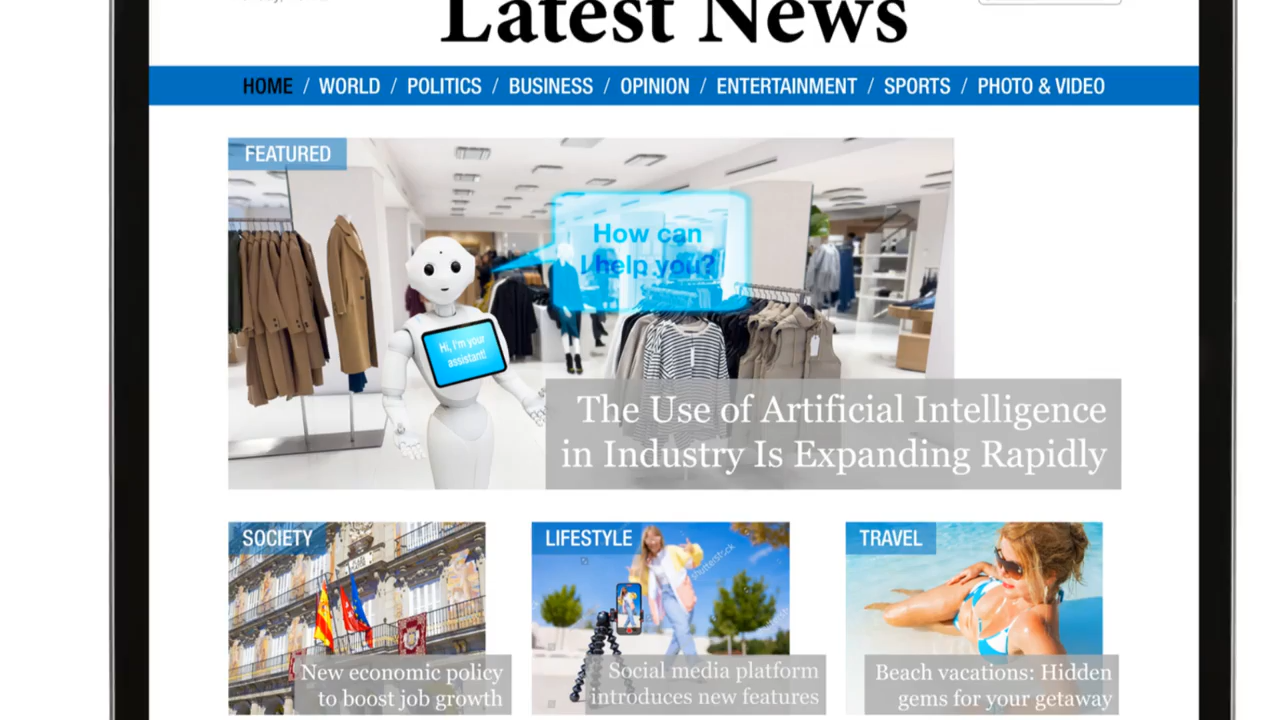 Latest News
HOME / WORLD / POLITICS / BUSINESS / OPINION / ENTERTAINMENT / SPORTS / PHOTO & VIDEO
FEATURED
How can
I help you?
Hi, I'm your
assistant!
The Use of Artificial Intelligence
in Industry Is Expanding Rapidly
SOCIETY
New economic policy
to boost job growth
LIFESTYLE
shutterstock
Social media platform
introduces new features
TRAVEL
Beach vacations: Hidden
gems for your getaway